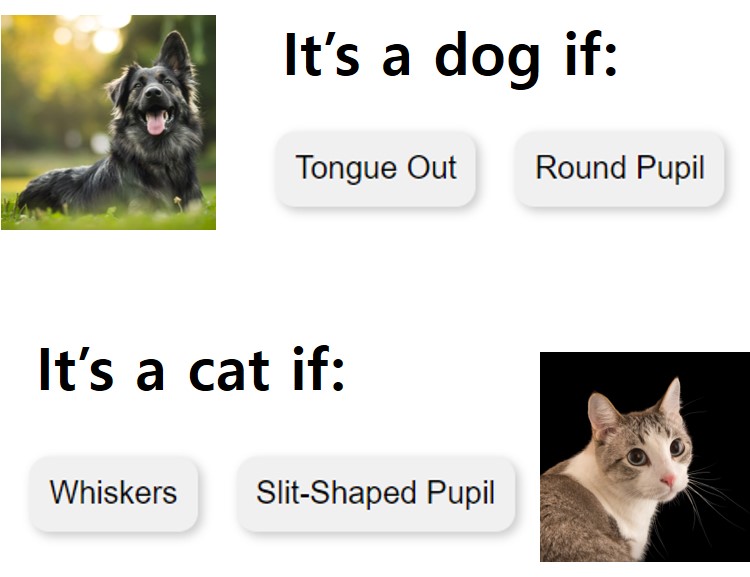 It's a dog if:
Tongue Out Round Pupil
It's a cat if:
Whiskers Slit-Shaped Pupil